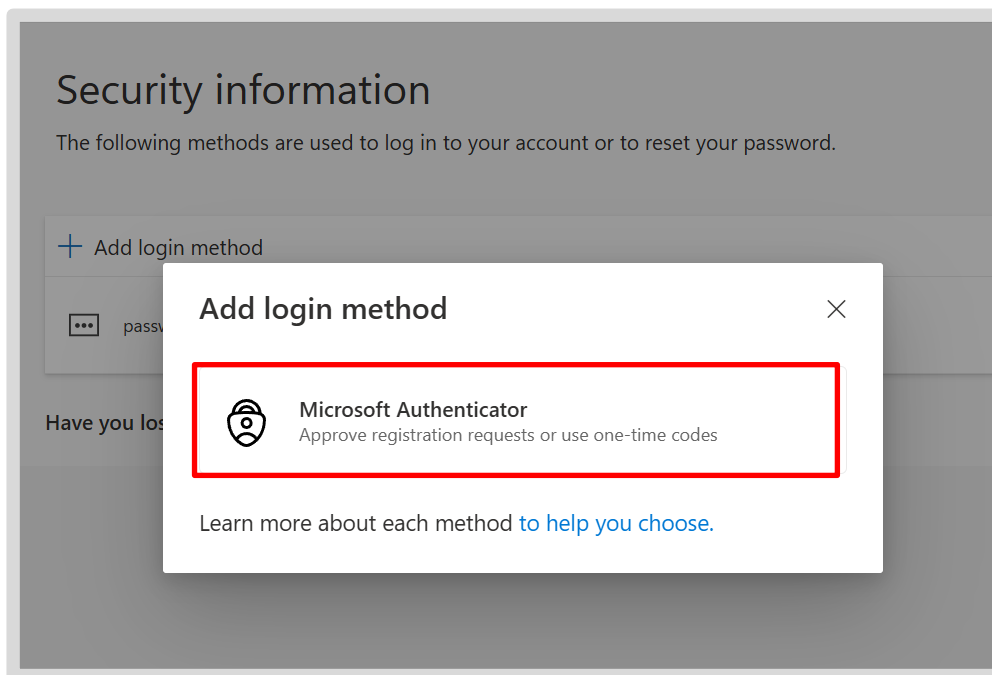 Security information
The following methods are used to log in to your account or to reset your password.
Add login method
Add login method
Microsoft Authenticator
Approve registration requests or use one-time codes
Have you
Learn more about each method to help you choose.